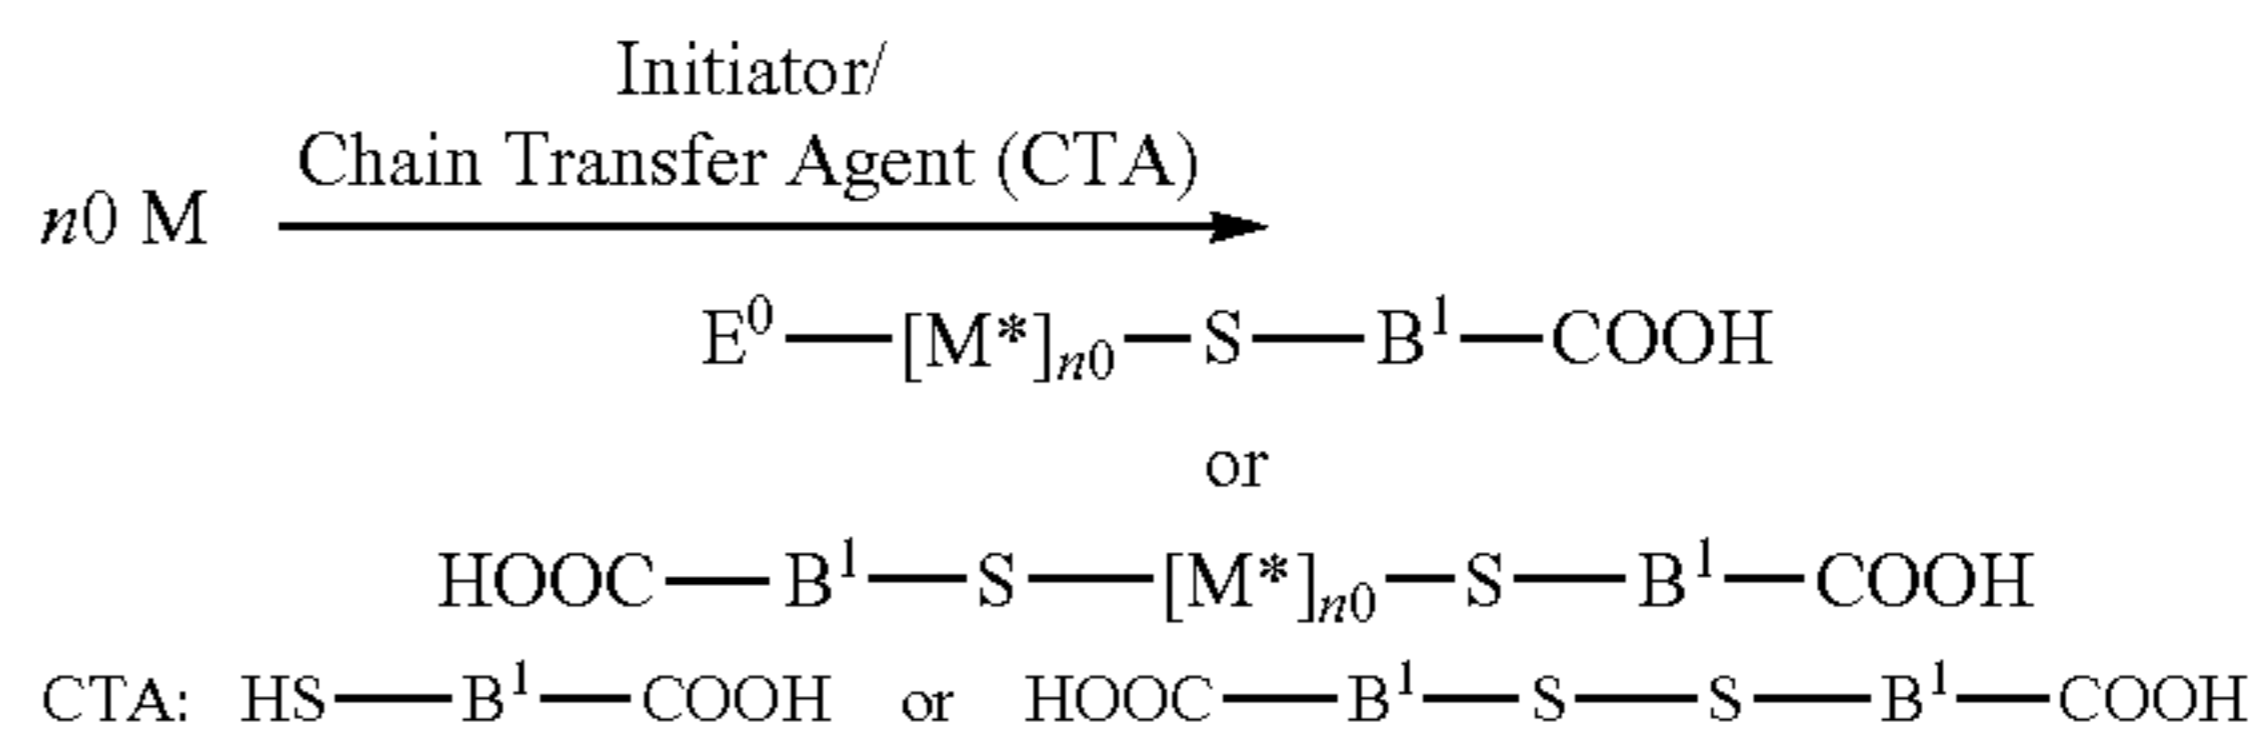 Initiator/
Chain Transfer Agent (CTA)
n0 M
E⁰—[M*]ₙ₀—S—B¹—COOH
or
HOOC—B¹—S—[M*]ₙ₀—S—B¹—COOH
CTA: HS—B¹—COOH or HOOC—B¹—S—S—B¹—COOH